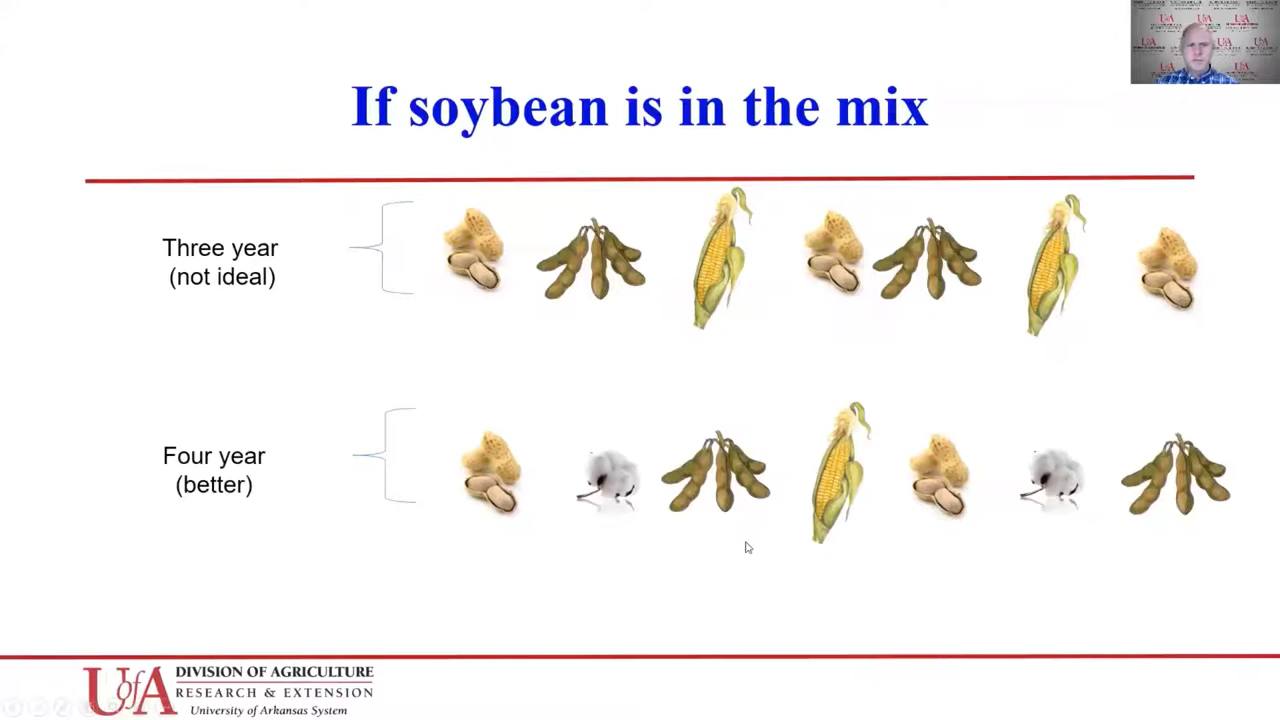 If soybean is in the mix
Three year
(not ideal)
Four year
(better)
UofA
DIVISION OF AGRICULTURE
RESEARCH & EXTENSION
University of Arkansas System